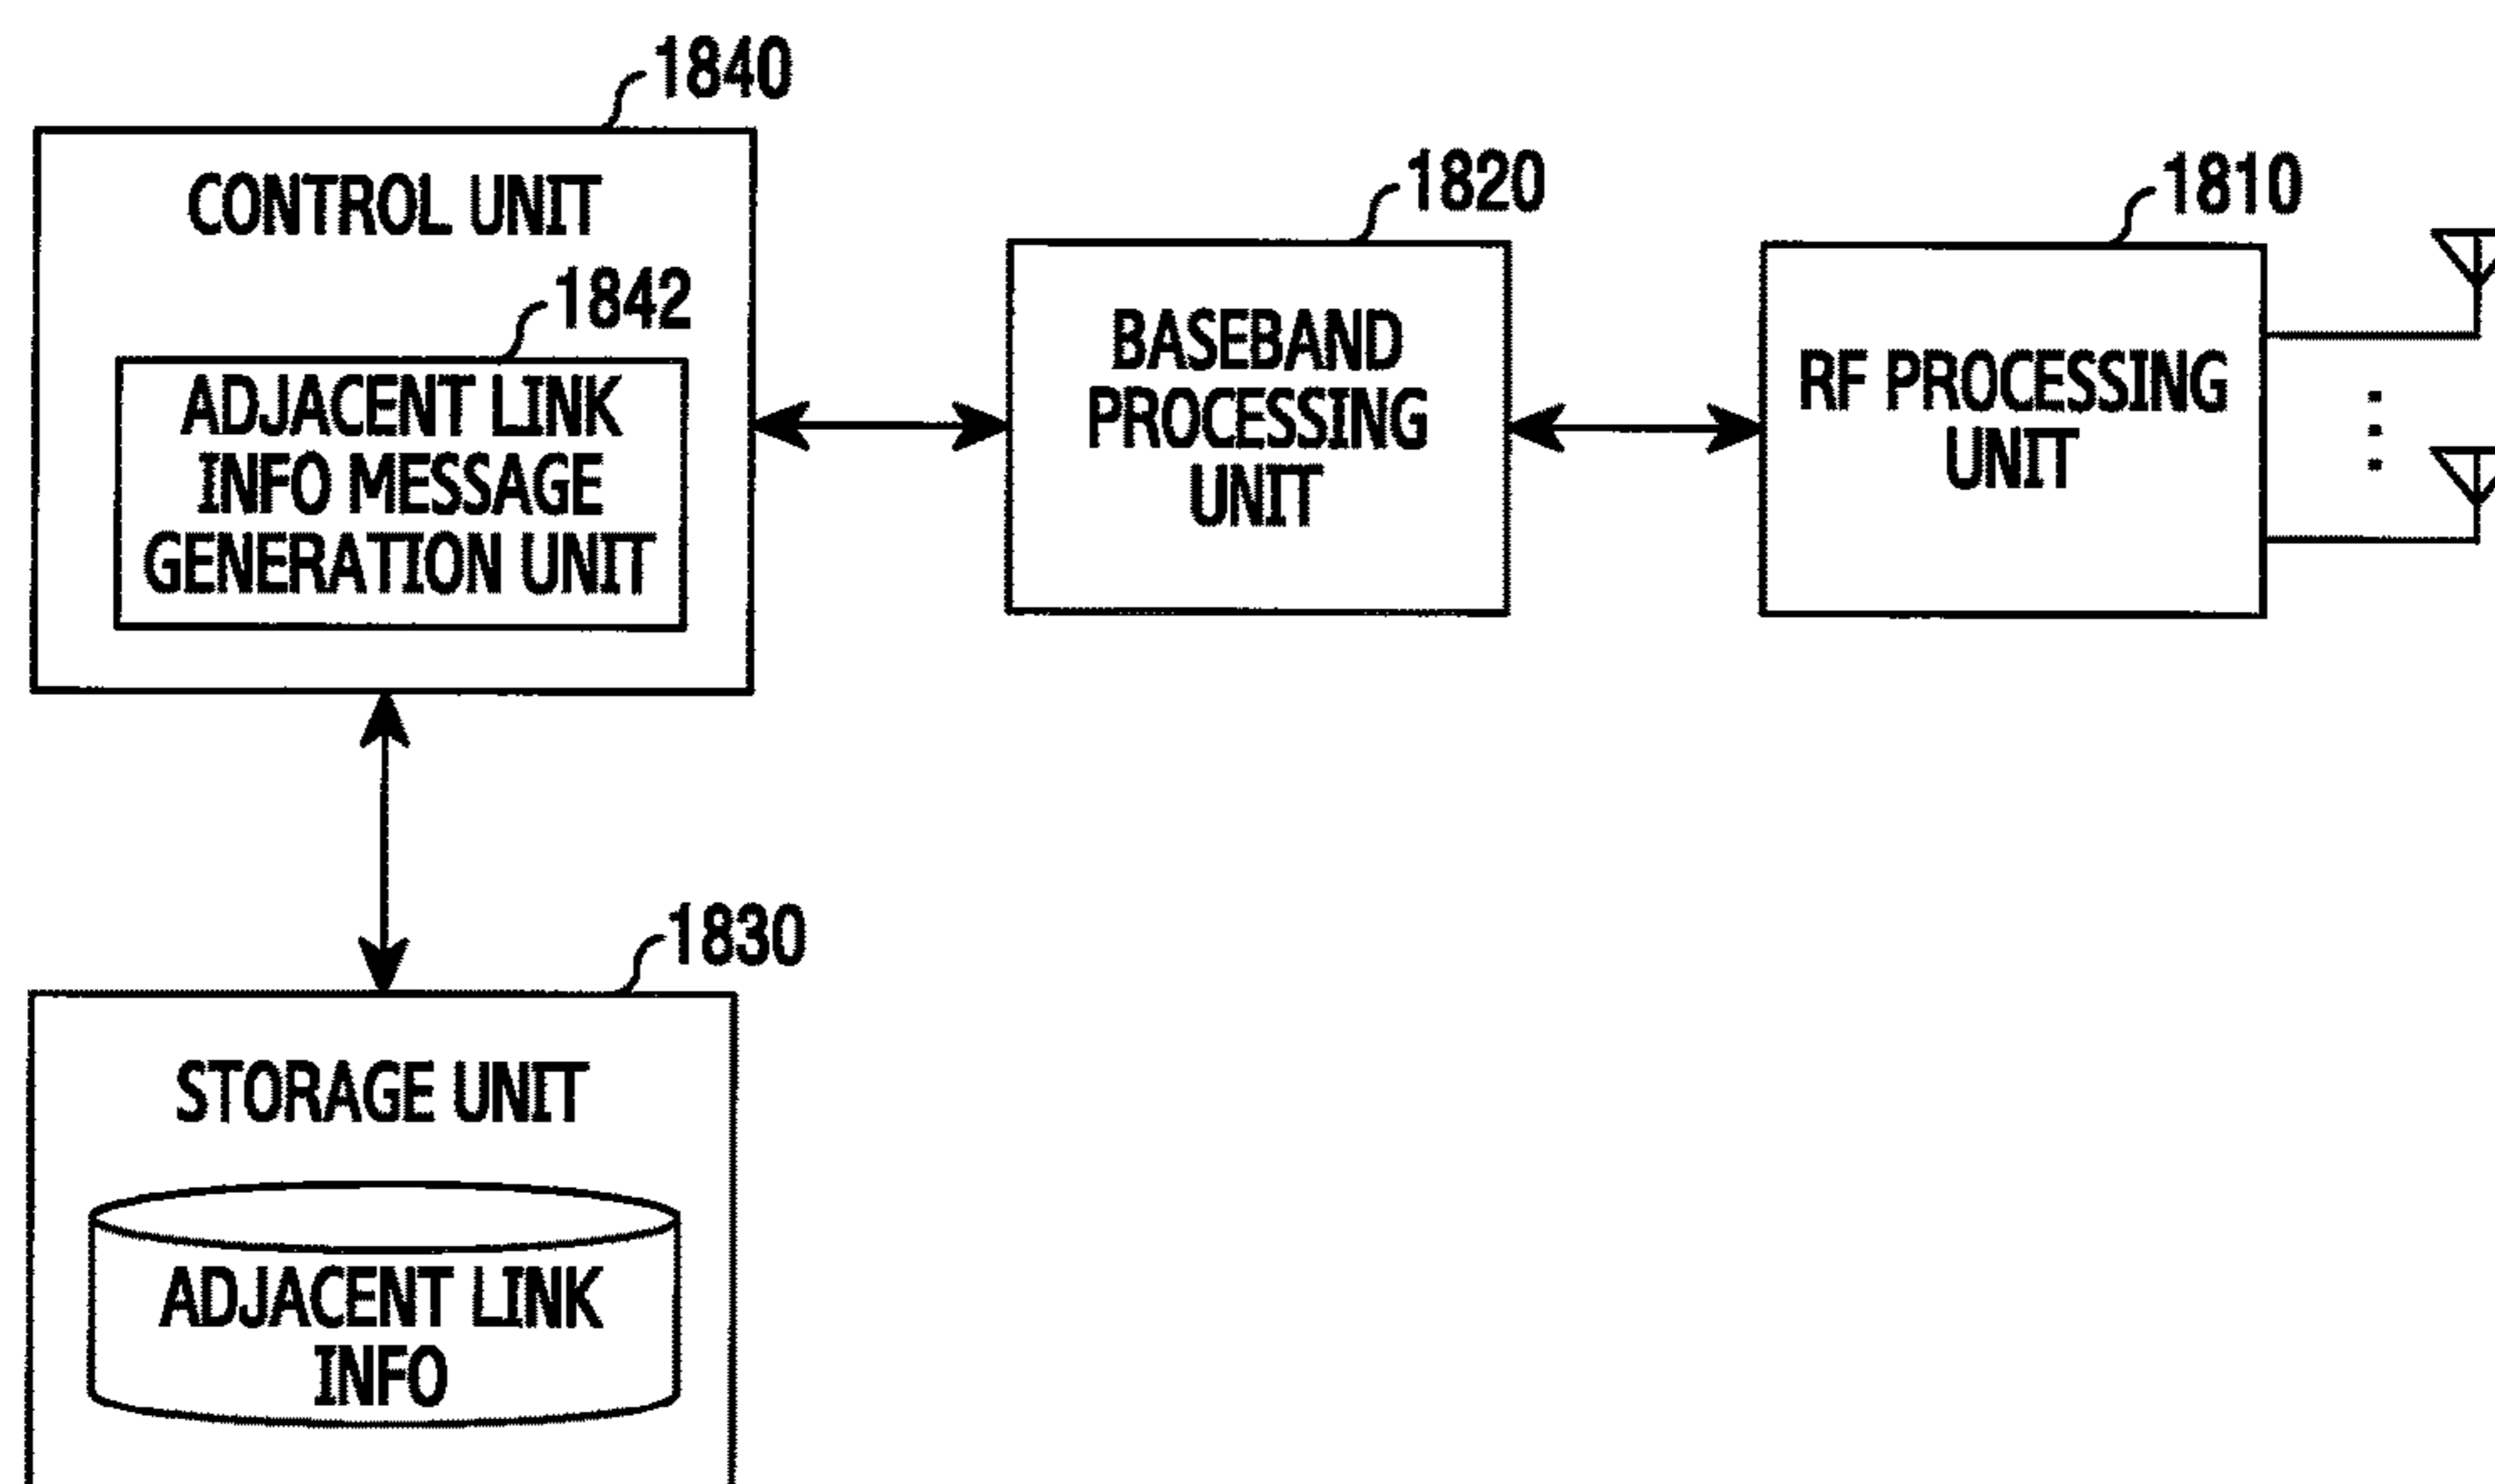 1840
CONTROL UNIT
1842
ADJACENT LINK
INFO MESSAGE
GENERATION UNIT
1820
BASEBAND
PROCESSING
UNIT
1810
RF PROCESSING
UNIT
1830
STORAGE UNIT
ADJACENT LINK
INFO